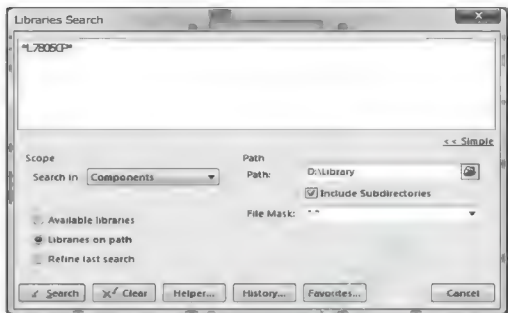 Libraries Search
*L7805CP*
<< Simple
Scope
Path
Search in Components
Path: D:\Library
Include Subdirectories
File Mask: *.*
Available libraries
Libraries on path
Refine last search
Search Clear Helper... History... Favorites... Cancel